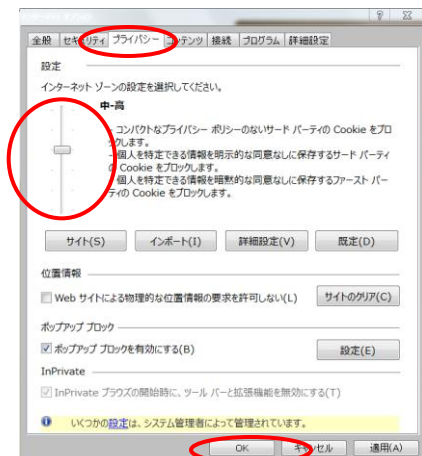 全般 セキュリティ プライバシー コンテンツ 接続 プログラム 詳細設定
設定
インターネット ゾーンの設定を選択してください。
中-高
- コンパクトなプライバシー ポリシーのないサード パーティの Cookie をブロ
ックします。
- 個人を特定できる情報を明示的な同意なしに保存するサード パーティ
の Cookie をブロックします。
- 個人を特定できる情報を暗黙的な同意なしに保存するファースト パー
ティの Cookie をブロックします。
サイト(S) インポート(I) 詳細設定(V) 既定(D)
位置情報
Web サイトによる物理的な位置情報の要求を許可しない(L) サイトのクリア(C)
ポップアップ ブロック
ポップアップ ブロックを有効にする(B) 設定(E)
InPrivate
InPrivate ブラウズの開始時に、ツール バーと拡張機能を無効にする(T)
いくつかの設定は、システム管理者によって管理されています。
OK キャンセル 適用(A)